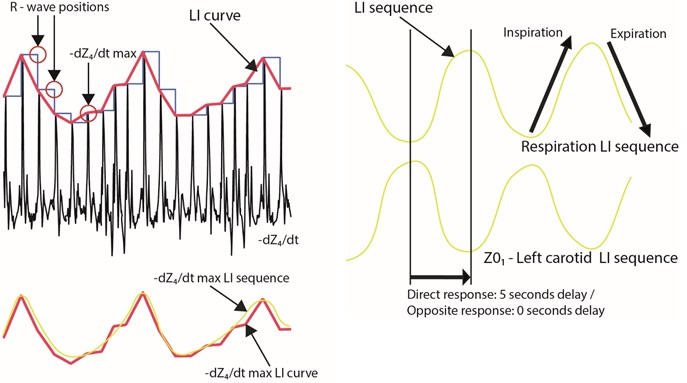 R - wave positions
LI curve
-dZ₄/dt max
-dZ₄/dt
-dZ₄/dt max LI sequence
-dZ₄/dt max LI curve
LI sequence
Inspiration
Expiration
Respiration LI sequence
Z0₁ - Left carotid LI sequence
Direct response: 5 seconds delay /
Opposite response: 0 seconds delay